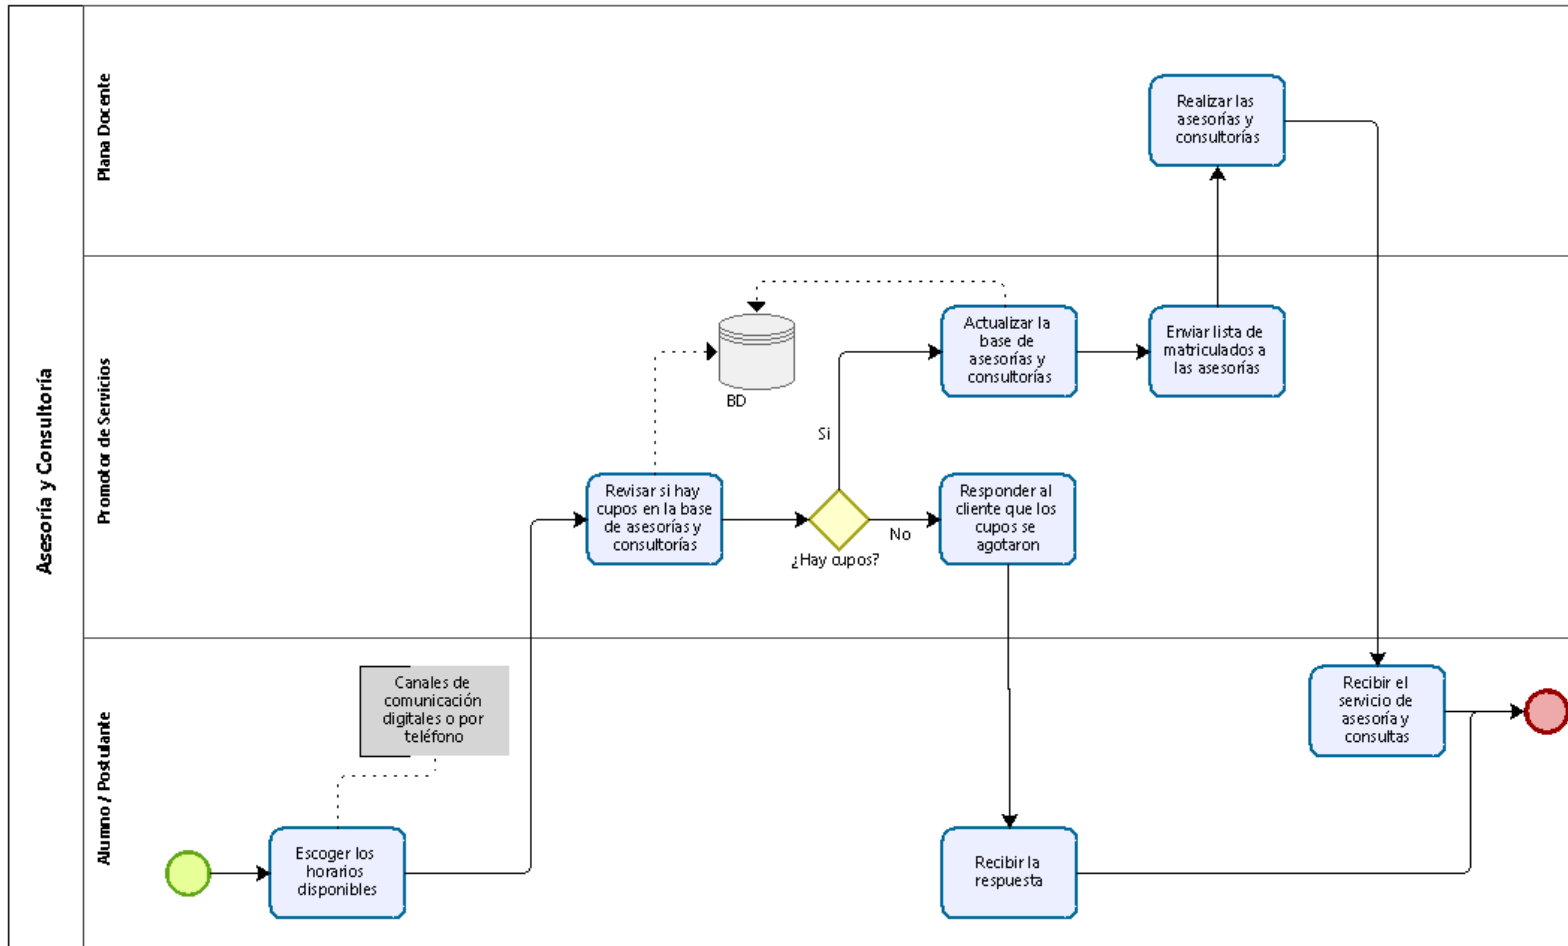 Asesoría y Consultoría
Plana Docente
Realizar las
asesorías y
consultorías
Promotor de Servicios
BD
Actualizar la
base de
asesorías y
consultorías
Enviar lista de
matriculados a
las asesorías
Si
Revisar si hay
cupos en la base
de asesorías y
consultorías
¿Hay cupos?
No
Responder al
cliente que los
cupos se
agotaron
Alumno / Postulante
Canales de
comunicación
digitales o por
teléfono
Escoger los
horarios
disponibles
Recibir la
respuesta
Recibir el
servicio de
asesoría y
consultas